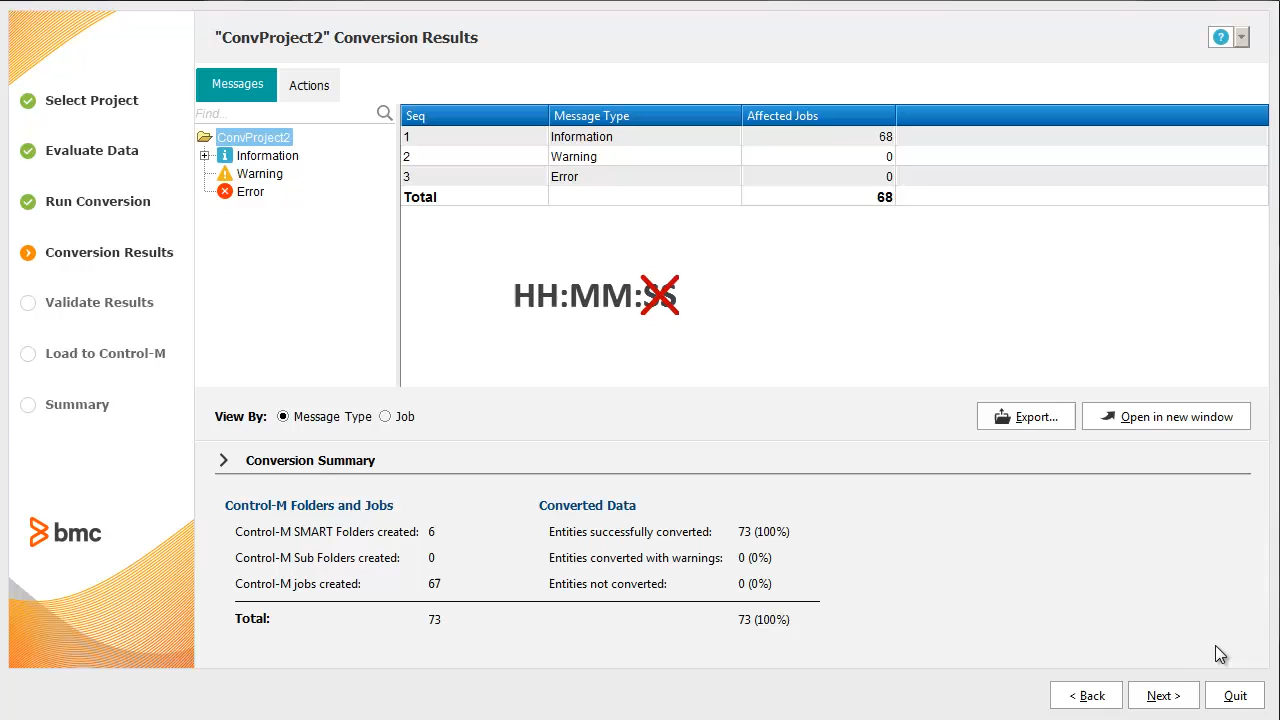 "ConvProject2" Conversion Results
?
Select Project
Evaluate Data
Run Conversion
Conversion Results
Validate Results
Load to Control-M
Summary
bmc
Messages
Actions
Find...
ConvProject2
i Information
Warning
Error
Seq Message Type Affected Jobs
1 Information 68
2 Warning 0
3 Error 0
Total 68
HH:MM:SS
View By: Message Type Job
Export...
Open in new window
Conversion Summary
Control-M Folders and Jobs
Control-M SMART Folders created: 6
Control-M Sub Folders created: 0
Control-M jobs created: 67
Total: 73
Converted Data
Entities successfully converted: 73 (100%)
Entities converted with warnings: 0 (0%)
Entities not converted: 0 (0%)
73 (100%)
< Back
Next >
Quit